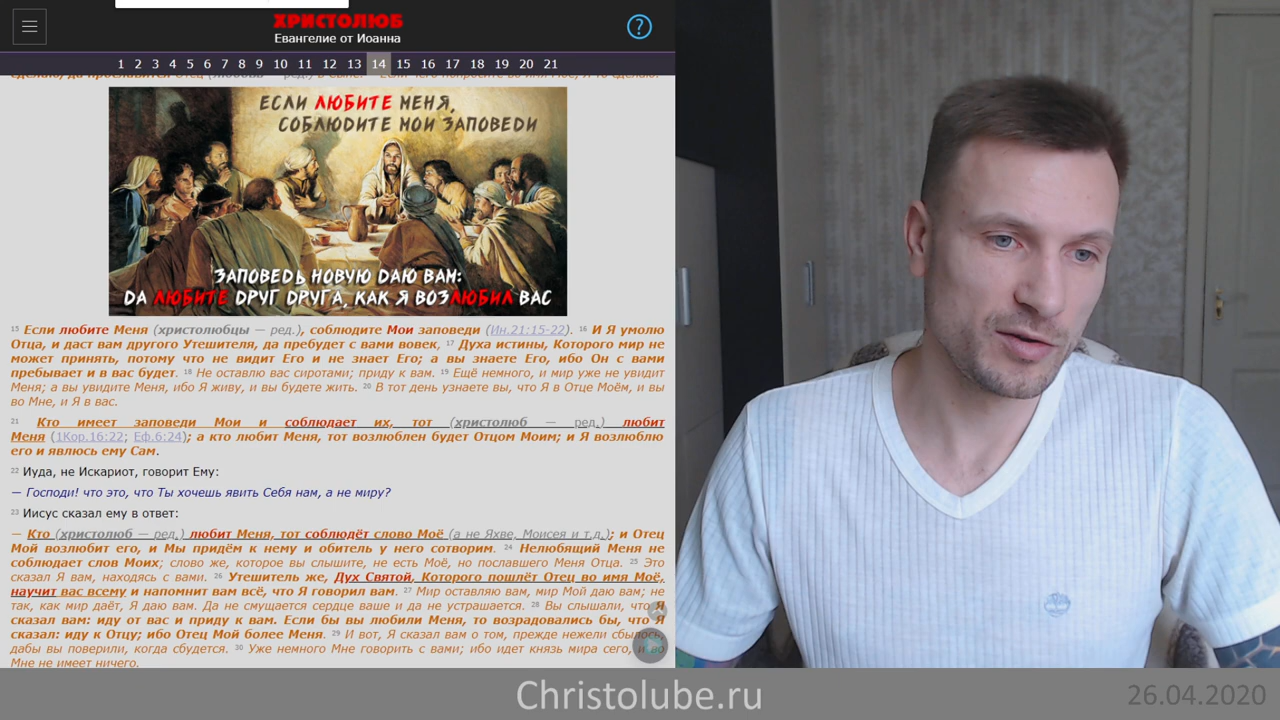 ХРИСТОЛЮБ
Евангелие от Иоанна
?
1 2 3 4 5 6 7 8 9 10 11 12 13 14 15 16 17 18 19 20 21
ЕСЛИ ЛЮБИТЕ МЕНЯ,
СОБЛЮДИТЕ МОИ ЗАПОВЕДИ
ЗАПОВЕДЬ НОВУЮ ДАЮ ВАМ:
ДА ЛЮБИТЕ ДРУГ ДРУГА, КАК Я ВОЗЛЮБИЛ ВАС
15 Если любите Меня (христолюбцы — ред.), соблюдите Мои заповеди (Ин.21:15-22). 16 И Я умолю
Отца, и даст вам другого Утешителя, да пребудет с вами вовек, 17 Духа истины, Которого мир не
может принять, потому что не видит Его и не знает Его; а вы знаете Его, ибо Он с вами
пребывает и в вас будет. 18 Не оставлю вас сиротами; приду к вам. 19 Ещё немного, и мир уже не увидит
Меня; а вы увидите Меня, ибо Я живу, и вы будете жить. 20 В тот день узнаете вы, что Я в Отце Моём, и вы
во Мне, и Я в вас.
21 Кто имеет заповеди Мои и соблюдает их, тот (христолюб — ред.) любит
Меня (1Кор.16:22; Еф.6:24); а кто любит Меня, тот возлюблен будет Отцом Моим; и Я возлюблю
его и явлюсь ему Сам.
22 Иуда, не Искариот, говорит Ему:
— Господи! что это, что Ты хочешь явить Себя нам, а не миру?
23 Иисус сказал ему в ответ:
— Кто (христолюб — ред.) любит Меня, тот соблюдёт слово Моё (а не Яхве, Моисея и т.д.); и Отец
Мой возлюбит его, и Мы придём к нему и обитель у него сотворим. 24 Нелюбящий Меня не
соблюдает слов Моих; слово же, которое вы слышите, не есть Моё, но пославшего Меня Отца. 25 Это
сказал Я вам, находясь с вами. 26 Утешитель же, Дух Святой, Которого пошлёт Отец во имя Моё,
научит вас всему и напомнит вам всё, что Я говорил вам. 27 Мир оставляю вам, мир Мой даю вам; не
так, как мир даёт, Я даю вам. Да не смущается сердце ваше и да не устрашается. 28 Вы слышали, что Я
сказал вам: иду от вас и приду к вам. Если бы вы любили Меня, то возрадовались бы, что Я
сказал: иду к Отцу; ибо Отец Мой более Меня. 29 И вот, Я сказал вам о том, прежде нежели сбылось,
дабы вы поверили, когда сбудется. 30 Уже немного Мне говорить с вами; ибо идет князь мира сего, и во
Мне не имеет ничего.
Christolube.ru
26.04.2020